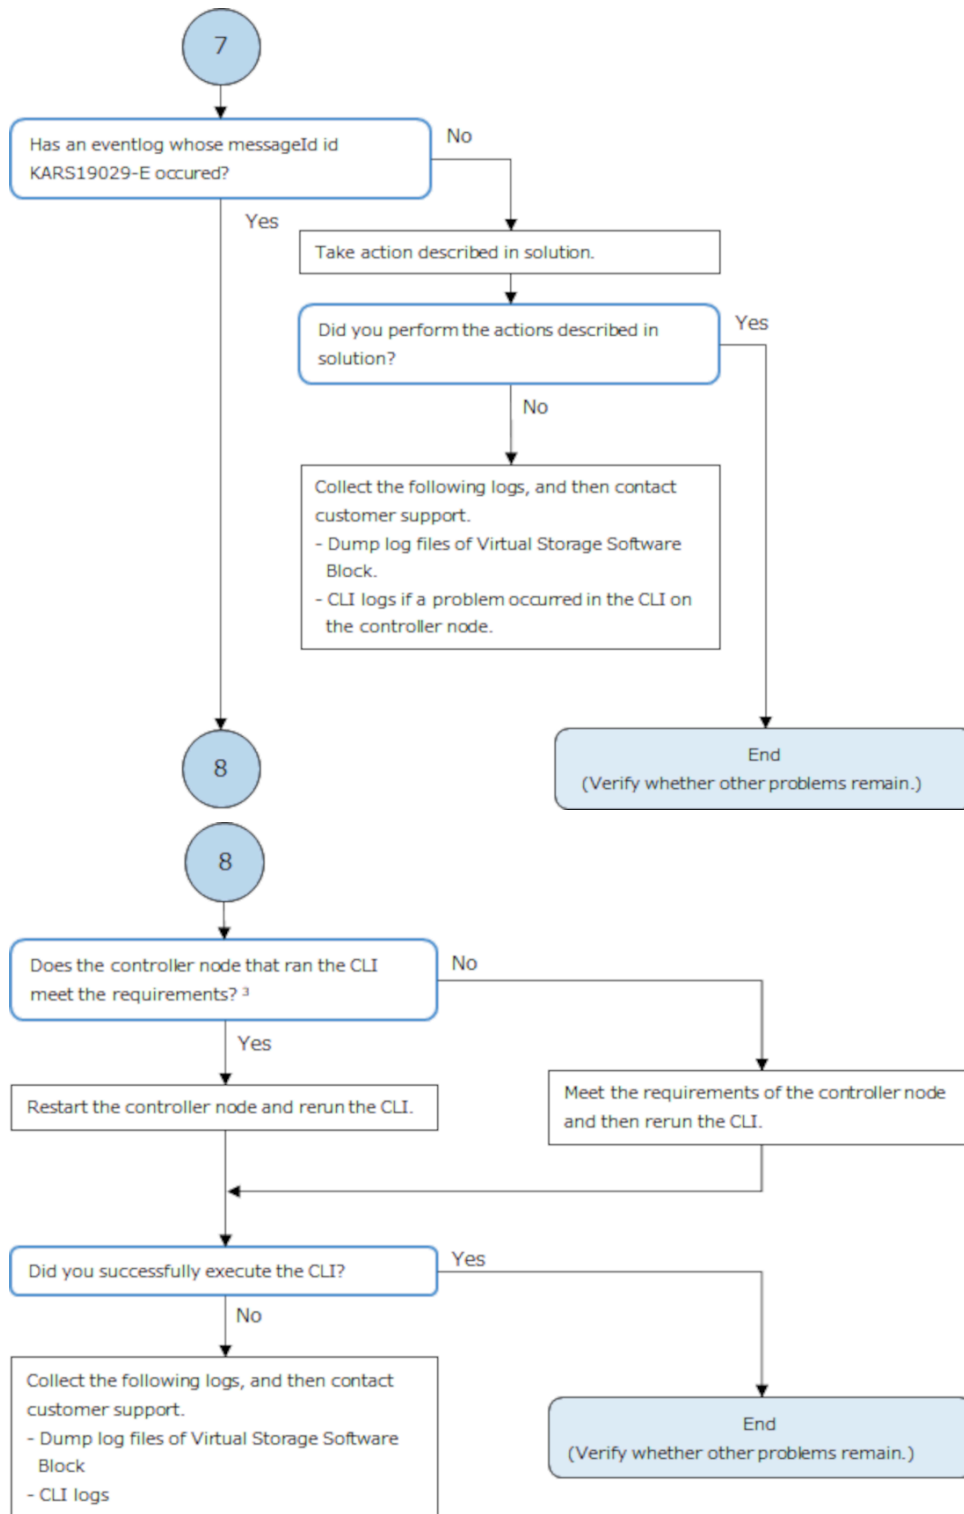 7
Has an eventlog whose messageId id
KARS19029-E occured?
No
Yes
Take action described in solution.
Did you perform the actions described in
solution?
Yes
No
Collect the following logs, and then contact
customer support.
- Dump log files of Virtual Storage Software
Block.
- CLI logs if a problem occurred in the CLI on
the controller node.
8
End
(Verify whether other problems remain.)
8
Does the controller node that ran the CLI
meet the requirements? ³
No
Yes
Restart the controller node and rerun the CLI.
Meet the requirements of the controller node
and then rerun the CLI.
Did you successfully execute the CLI?
Yes
No
Collect the following logs, and then contact
customer support.
- Dump log files of Virtual Storage Software
Block
- CLI logs
End
(Verify whether other problems remain.)